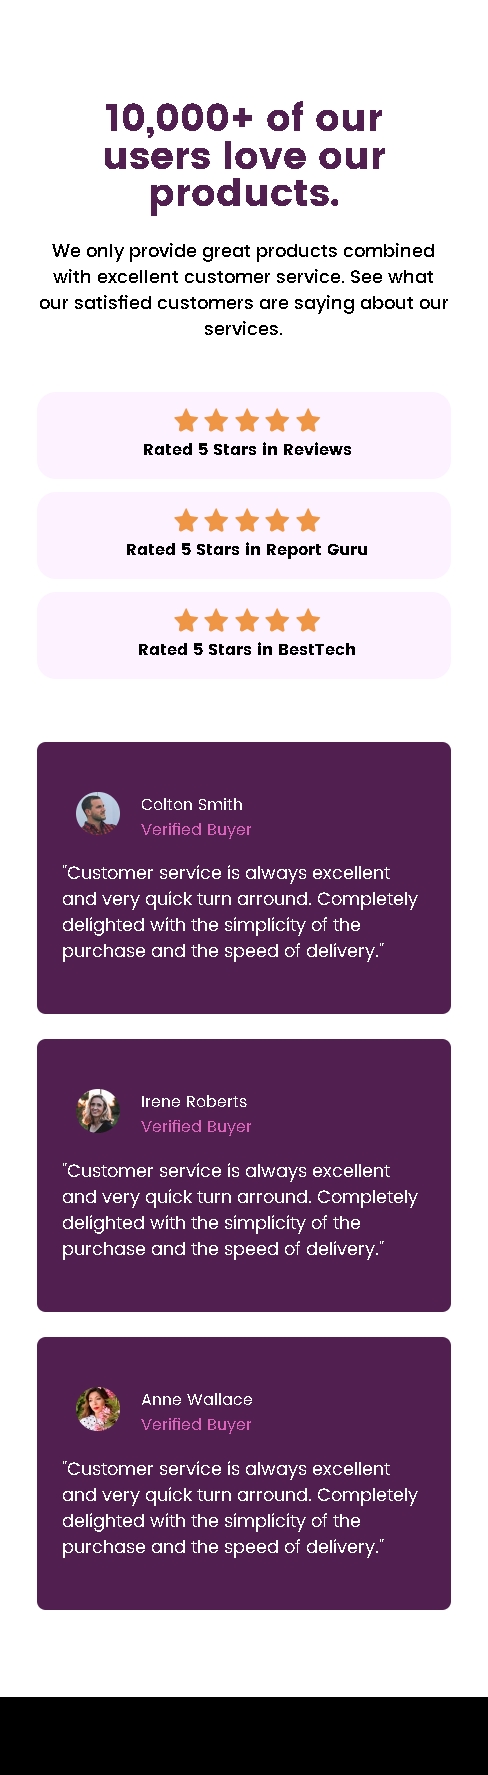 10,000+ of our
users love our
products.
We only provide great products combined
with excellent customer service. See what
our satisfied customers are saying about our
services.
Rated 5 Stars in Reviews
Rated 5 Stars in Report Guru
Rated 5 Stars in BestTech
Colton Smith
Verified Buyer
"Customer service is always excellent
and very quick turn arround. Completely
delighted with the simplicity of the
purchase and the speed of delivery."
Irene Roberts
Verified Buyer
"Customer service is always excellent
and very quick turn arround. Completely
delighted with the simplicity of the
purchase and the speed of delivery."
Anne Wallace
Verified Buyer
"Customer service is always excellent
and very quick turn arround. Completely
delighted with the simplicity of the
purchase and the speed of delivery."